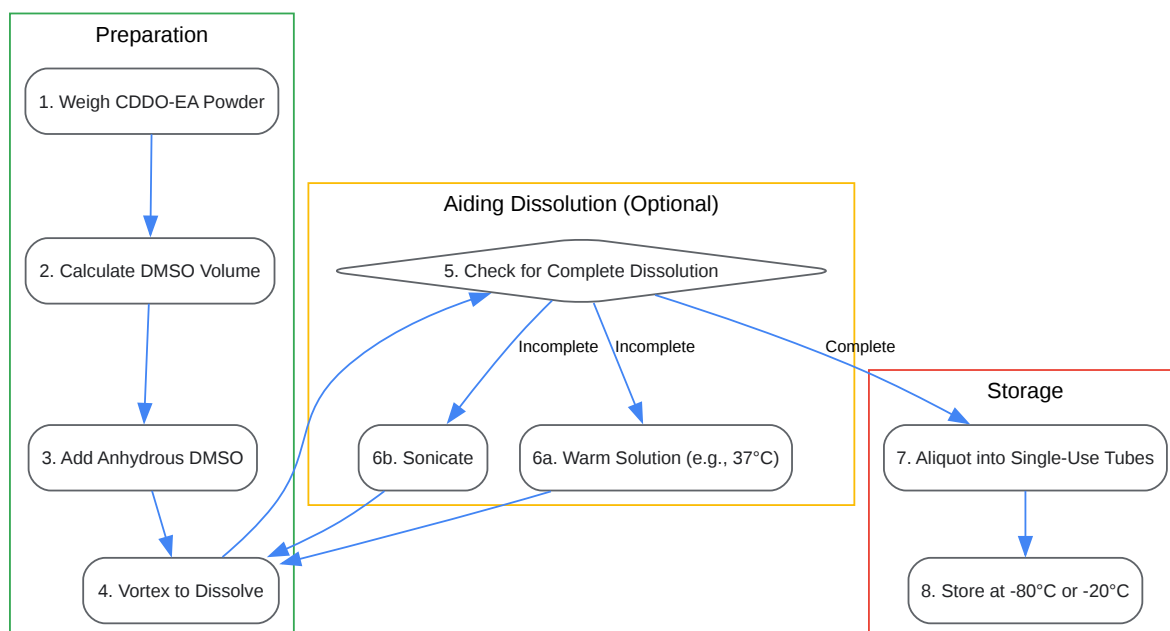 Preparation
1. Weigh CDDO-EA Powder
2. Calculate DMSO Volume
3. Add Anhydrous DMSO
4. Vortex to Dissolve
Aiding Dissolution (Optional)
5. Check for Complete Dissolution
Incomplete
Incomplete
Complete
6b. Sonicate
6a. Warm Solution (e.g., 37°C)
Storage
7. Aliquot into Single-Use Tubes
8. Store at -80°C or -20°C